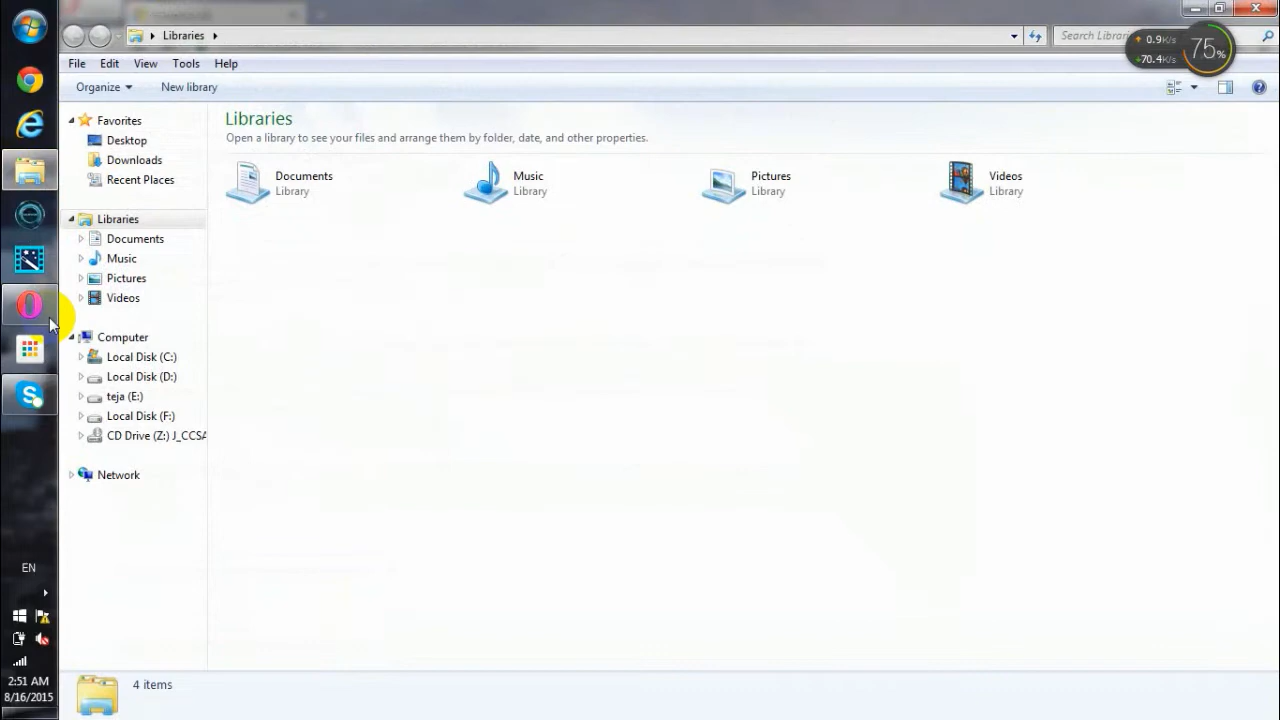 Libraries
Search Librari
0.9K/s
70.4K/s
75%
File Edit View Tools Help
Organize New library
Favorites
Desktop
Downloads
Recent Places
Libraries
Documents
Music
Pictures
Videos
Computer
Local Disk (C:)
Local Disk (D:)
teja (E:)
Local Disk (F:)
CD Drive (Z:) J_CCSA
Network
Libraries
Open a library to see your files and arrange them by folder, date, and other properties.
Documents
Library
Music
Library
Pictures
Library
Videos
Library
4 items
EN
2:51 AM
8/16/2015